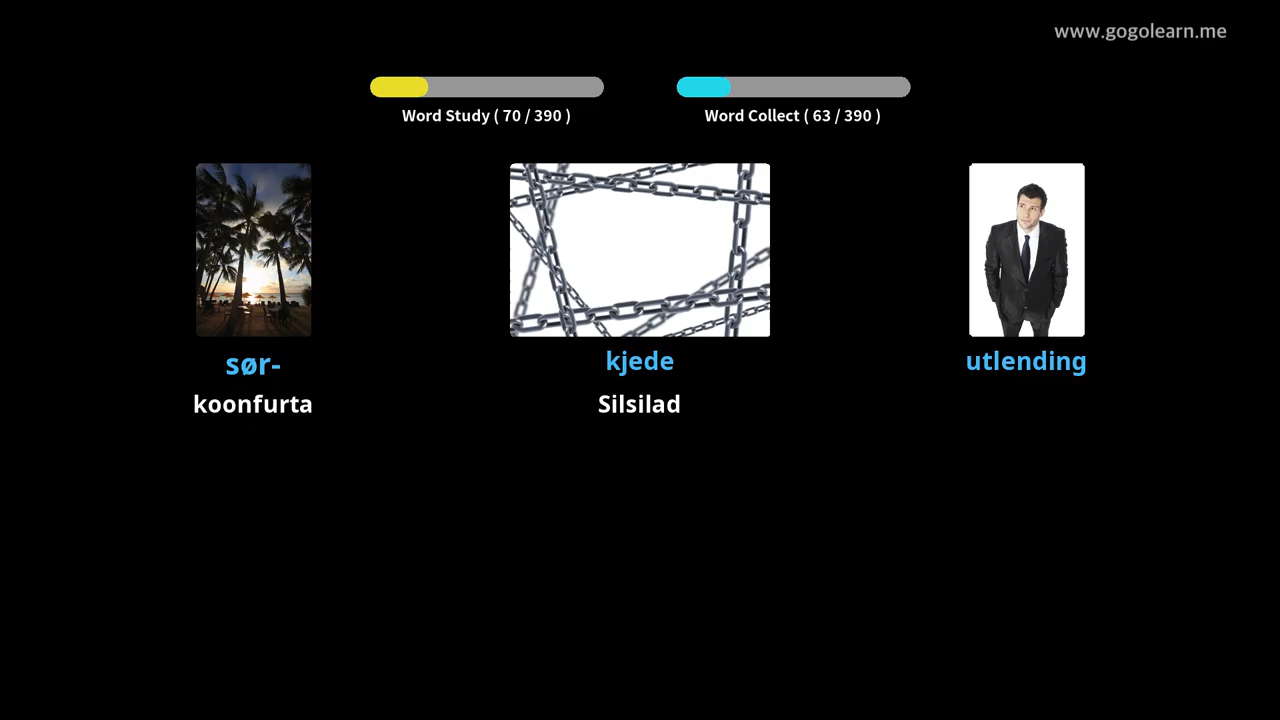 www.gogolearn.me
Word Study ( 70 / 390 )
Word Collect ( 63 / 390 )
sør-
kjede
utlending
koonfurta
Silsilad